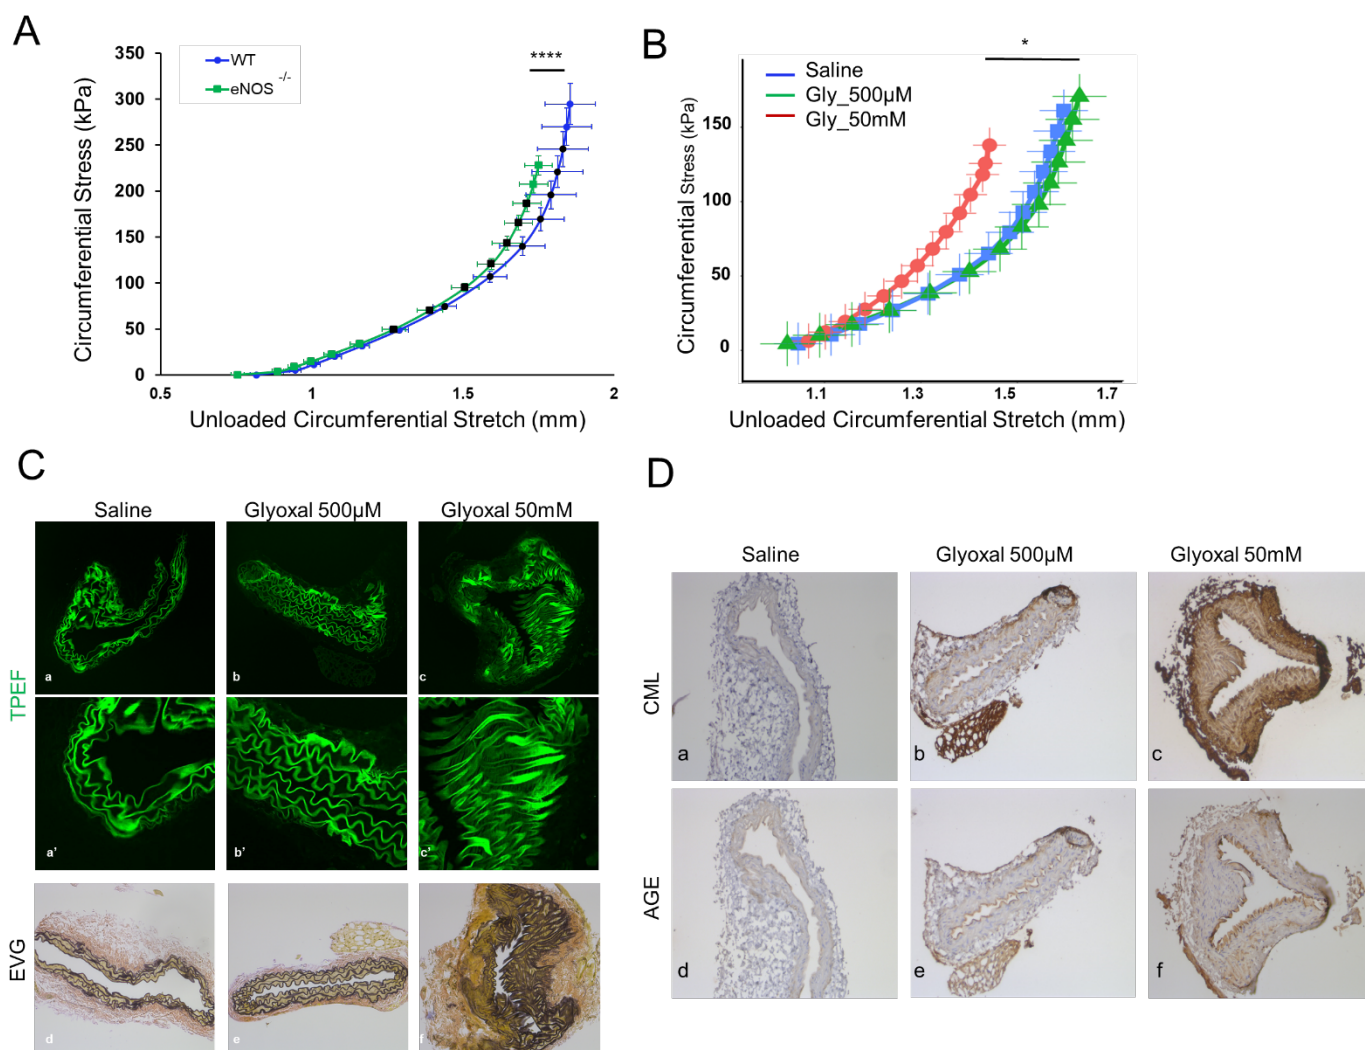 A
Circumferential Stress (kPa)
350
300
250
200
150
100
50
0
WT
eNOS -/-
****
0.5
1
1.5
2
Unloaded Circumferential Stretch (mm)
B
Circumferential Stress (kPa)
150
100
50
0
Saline
Gly_500µM
Gly_50mM
*
1.1
1.3
1.5
1.7
Unloaded Circumferential Stretch (mm)
C
Saline
Glyoxal 500µM
Glyoxal 50mM
TPEF
a
b
c
a'
b'
c'
EVG
d
e
f
D
Saline
Glyoxal 500µM
Glyoxal 50mM
CML
a
b
c
AGE
d
e
f